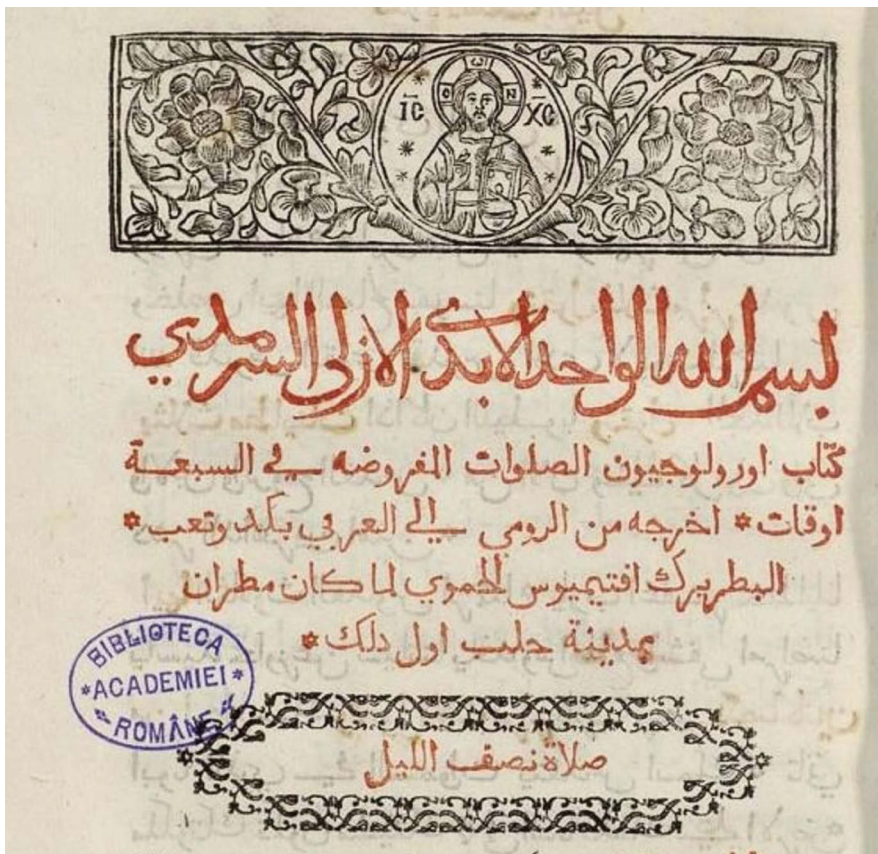 IC XC
Ο Ω Ν
بسم الله الواحد الابدي الازلي السرمدي
كتاب اورولوجيون الصلوات المفروضه في السبعة
اوقات * اخرجه من الرومي الى العربي بكد وتعب *
البطريرك افتيميوس الحموي لما كان مطران
بمدينة حلب اول دلك *
BIBLIOTECA
* ACADEMIEI *
ROMÂNE
صلاة نصف الليل